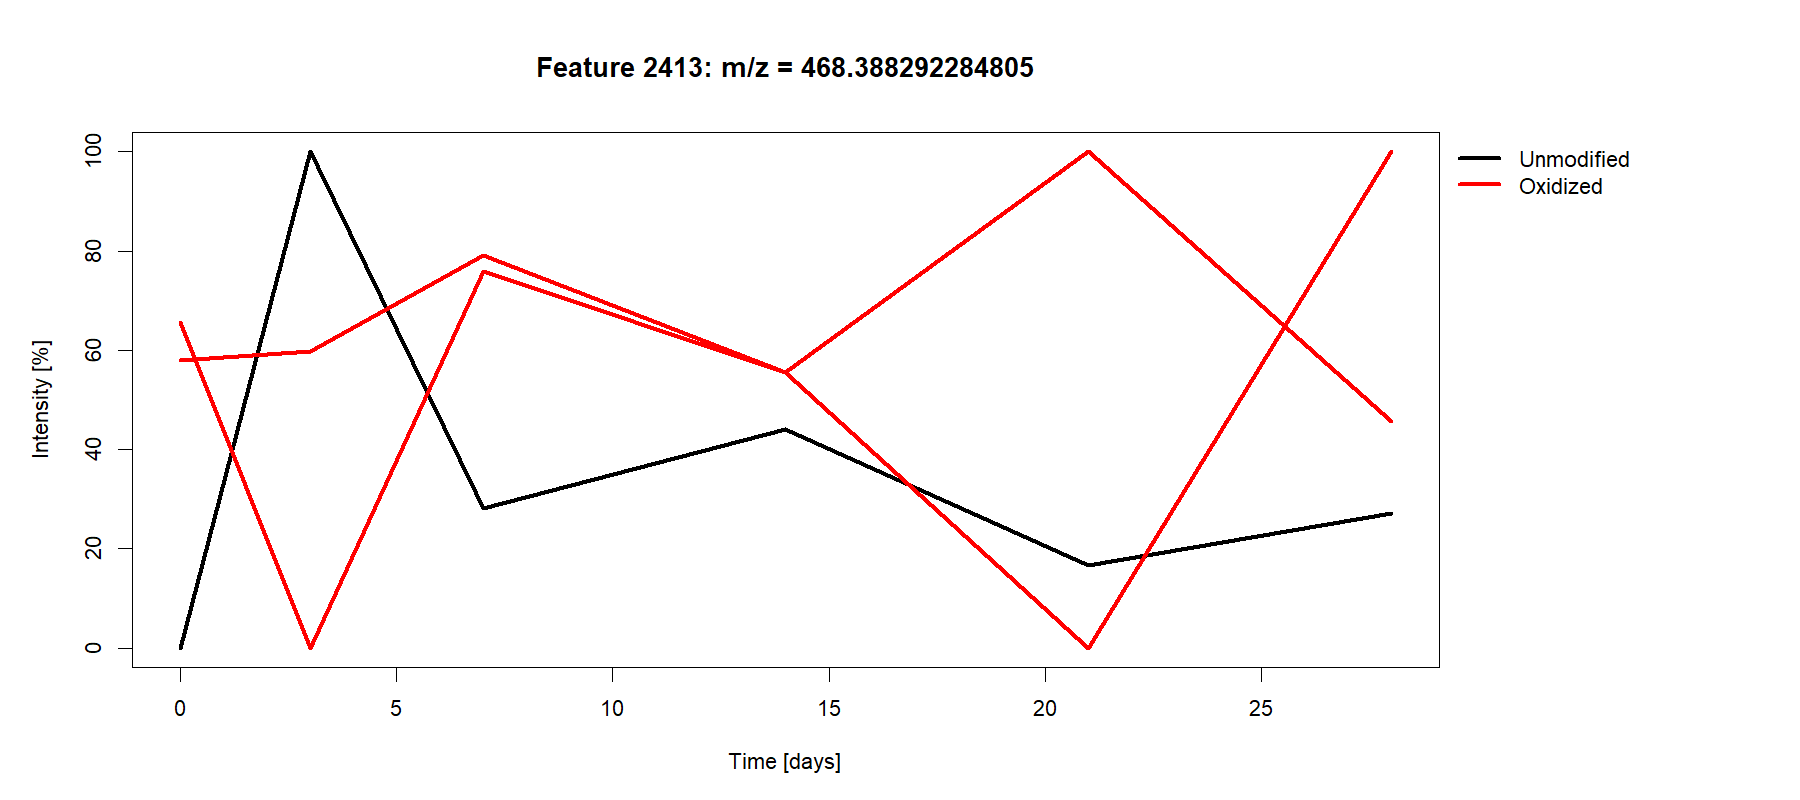 Feature 2413: m/z = 468.388292284805
100
80
60
40
20
0
Intensity [%]
0 5 10 15 20 25
Time [days]
Unmodified
Oxidized